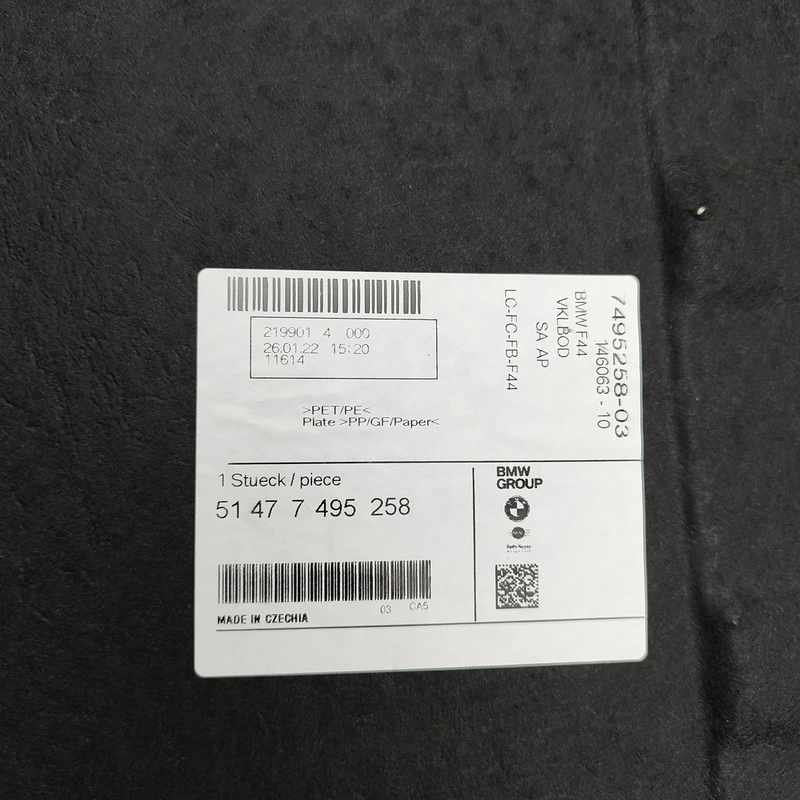 219901 4 000
26.01.22 15:20
11614
>PET/PE<
Plate >PP/GF/Paper<
7495258-03
146063 - 10
BMW F44
VKLBOD
SA AP
LC-FC-FB-F44
1 Stueck / piece
51 47 7 495 258
03 CA5
MADE IN CZECHIA
BMW
GROUP